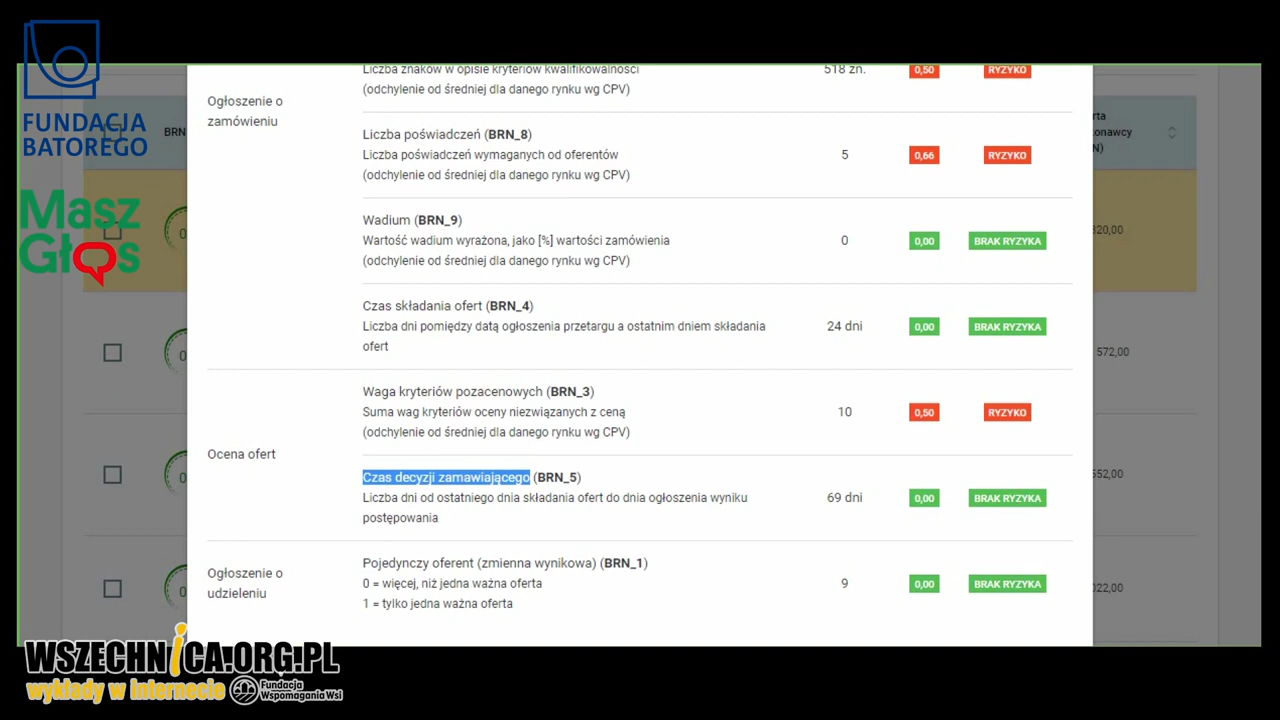 FUNDACJA
BATOREGO
Masz
Głos
BRN
Liczba znaków w opisie kryteriów kwalifikowalności
518 zn.
0,50
RYZYKO
(odchylenie od średniej dla danego rynku wg CPV)
Ogłoszenie o
zamówieniu
Liczba poświadczeń (BRN_8)
Liczba poświadczeń wymaganych od oferentów
(odchylenie od średniej dla danego rynku wg CPV)
5
0,66
RYZYKO
Wadium (BRN_9)
Wartość wadium wyrażona, jako [%] wartości zamówienia
(odchylenie od średniej dla danego rynku wg CPV)
0
0,00
BRAK RYZYKA
Czas składania ofert (BRN_4)
Liczba dni pomiędzy datą ogłoszenia przetargu a ostatnim dniem składania
ofert
24 dni
0,00
BRAK RYZYKA
Ocena ofert
Waga kryteriów pozacenowych (BRN_3)
Suma wag kryteriów oceny niezwiązanych z ceną
(odchylenie od średniej dla danego rynku wg CPV)
10
0,50
RYZYKO
Czas decyzji zamawiającego (BRN_5)
Liczba dni od ostatniego dnia składania ofert do dnia ogłoszenia wyniku
postępowania
69 dni
0,00
BRAK RYZYKA
Ogłoszenie o
udzieleniu
Pojedynczy oferent (zmienna wynikowa) (BRN_1)
0 = więcej, niż jedna ważna oferta
1 = tylko jedna ważna oferta
9
0,00
BRAK RYZYKA
rta
onawcy
N)
820,00
572,00
552,00
022,00
WSZECHNICA.ORG.PL
wykłady w internecie
Fundacja
Wspomagania Wsi